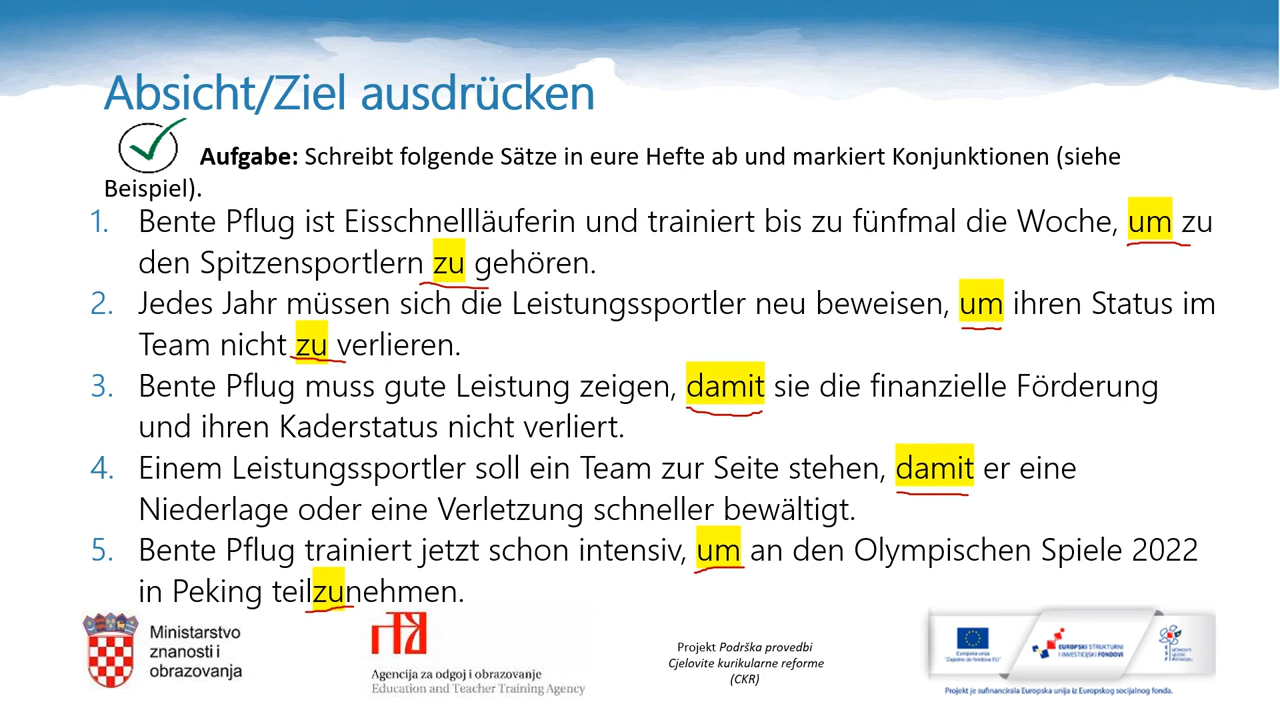 Absicht/Ziel ausdrücken
Aufgabe: Schreibt folgende Sätze in eure Hefte ab und markiert Konjunktionen (siehe
Beispiel).
1. Bente Pflug ist Eisschnellläuferin und trainiert bis zu fünfmal die Woche, um zu
den Spitzensportlern zu gehören.
2. Jedes Jahr müssen sich die Leistungssportler neu beweisen, um ihren Status im
Team nicht zu verlieren.
3. Bente Pflug muss gute Leistung zeigen, damit sie die finanzielle Förderung
und ihren Kaderstatus nicht verliert.
4. Einem Leistungssportler soll ein Team zur Seite stehen, damit er eine
Niederlage oder eine Verletzung schneller bewältigt.
5. Bente Pflug trainiert jetzt schon intensiv, um an den Olympischen Spiele 2022
in Peking teilzunehmen.
Ministarstvo
znanosti i
obrazovanja
Agencija za odgoj i obrazovanje
Education and Teacher Training Agency
Projekt Podrška provedbi
Cjelovite kurikularne reforme
(CKR)
Europska unija
"Zajedno do fondova EU"
EUROPSKI STRUKTURNI
I INVESTICIJSKI FONDOVI
Projekt je sufinancirala Europska unija iz Europskog socijalnog fonda.